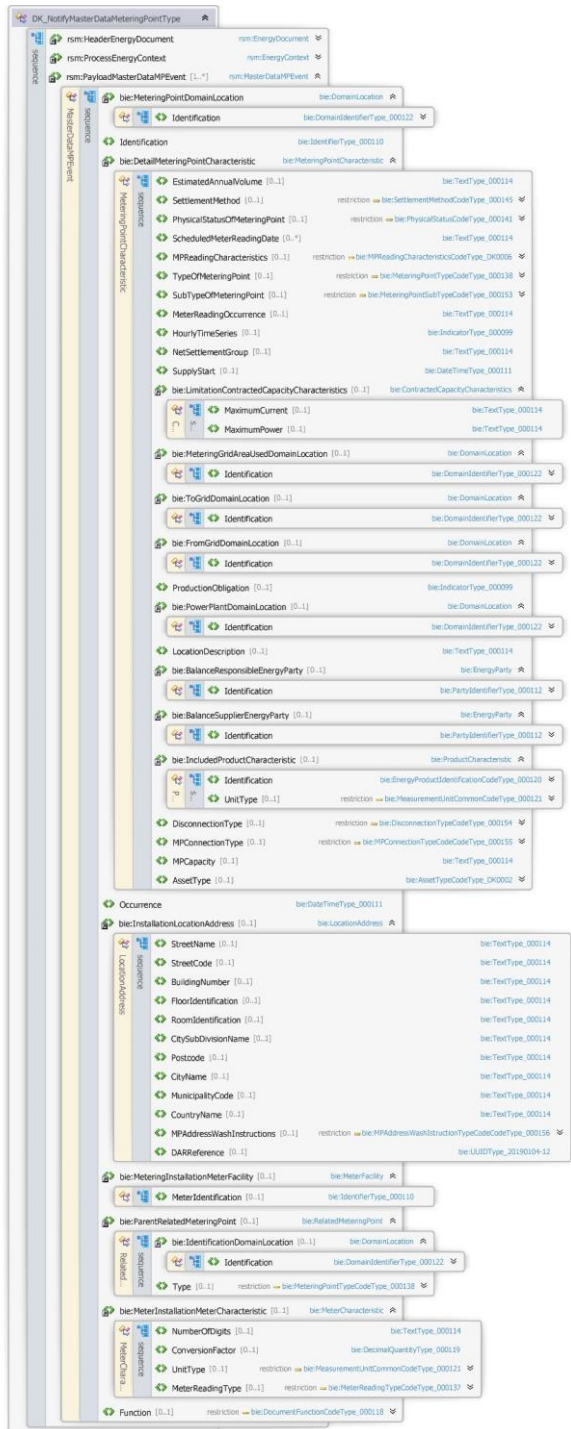 DK_NotifyMasterDataMeteringPointType
rsm:HeaderEnergyDocument rsm:EnergyDocument
sequence
rsm:ProcessEnergyContext rsm:EnergyContext
rsm:PayloadMasterDataMPEvent [1..*] rsm:MasterDataMPEvent
MasterDataMPEvent
sequence
bie:MeteringPointDomainLocation bie:DomainLocation
Identification bie:DomainIdentifierType_000122
Identification bie:IdentifierType_000110
bie:DetailMeteringPointCharacteristic bie:MeteringPointCharacteristic
MeteringPointCharacteristic
sequence
EstimatedAnnualVolume [0..1] bie:TextType_000114
SettlementMethod [0..1] restriction bie:SettlementMethodCodeType_000145
PhysicalStatusOfMeteringPoint [0..1] restriction bie:PhysicalStatusCodeType_000141
ScheduledMeterReadingDate [0..*] bie:TextType_000114
MPReadingCharacteristics [0..1] restriction bie:MPReadingCharacteristicsCodeType_DK0006
TypeOfMeteringPoint [0..1] restriction bie:MeteringPointTypeCodeType_000138
SubTypeOfMeteringPoint [0..1] restriction bie:MeteringPointSubTypeCodeType_000153
MeterReadingOccurrence [0..1] bie:TextType_000114
HourlyTimeSeries [0..1] bie:IndicatorType_000099
NetSettlementGroup [0..1] bie:TextType_000114
SupplyStart [0..1] bie:DateTimeType_000111
bie:LimitationContractedCapacityCharacteristics [0..1] bie:ContractedCapacityCharacteristics
C...
S...
MaximumCurrent [0..1] bie:TextType_000114
MaximumPower [0..1] bie:TextType_000114
bie:MeteringGridAreaUsedDomainLocation [0..1] bie:DomainLocation
Identification bie:DomainIdentifierType_000122
bie:ToGridDomainLocation [0..1] bie:DomainLocation
Identification bie:DomainIdentifierType_000122
bie:FromGridDomainLocation [0..1] bie:DomainLocation
Identification bie:DomainIdentifierType_000122
ProductionObligation [0..1] bie:IndicatorType_000099
bie:PowerPlantDomainLocation [0..1] bie:DomainLocation
Identification bie:DomainIdentifierType_000122
LocationDescription [0..1] bie:TextType_000114
bie:BalanceResponsibleEnergyParty [0..1] bie:EnergyParty
Identification bie:PartyIdentifierType_000112
bie:BalanceSupplierEnergyParty [0..1] bie:EnergyParty
Identification bie:PartyIdentifierType_000112
bie:IncludedProductCharacteristic [0..1] bie:ProductCharacteristic
P...
S...
Identification bie:EnergyProductIdentificationCodeType_000120
UnitType [0..1] restriction bie:MeasurementUnitCommonCodeType_000121
DisconnectionType [0..1] restriction bie:DisconnectionTypeCodeType_000154
MPConnectionType [0..1] restriction bie:MPConnectionTypeCodeCodeType_000155
MPCapacity [0..1] bie:TextType_000114
AssetType [0..1] bie:AssetTypeCodeType_DK0002
Occurrence bie:DateTimeType_000111
bie:InstallationLocationAddress [0..1] bie:LocationAddress
LocationAddress
sequence
StreetName [0..1] bie:TextType_000114
StreetCode [0..1] bie:TextType_000114
BuildingNumber [0..1] bie:TextType_000114
FloorIdentification [0..1] bie:TextType_000114
RoomIdentification [0..1] bie:TextType_000114
CitySubDivisionName [0..1] bie:TextType_000114
Postcode [0..1] bie:TextType_000114
CityName [0..1] bie:TextType_000114
MunicipalityCode [0..1] bie:TextType_000114
CountryName [0..1] bie:TextType_000114
MPAddressWashInstructions [0..1] restriction bie:MPAddressWashIstructionTypeCodeCodeType_000156
DARReference [0..1] bie:UUIDType_20190104-12
bie:MeteringInstallationMeterFacility [0..1] bie:MeterFacility
MeterIdentification [0..1] bie:IdentifierType_000110
bie:ParentRelatedMeteringPoint [0..1] bie:RelatedMeteringPoint
Related...
sequence
bie:IdentificationDomainLocation [0..1] bie:DomainLocation
Identification bie:DomainIdentifierType_000122
Type [0..1] restriction bie:MeteringPointTypeCodeType_000138
bie:MeterInstallationMeterCharacteristic [0..1] bie:MeterCharacteristic
MeterChara...
sequence
NumberOfDigits [0..1] bie:TextType_000114
ConversionFactor [0..1] bie:DecimalQuantityType_000119
UnitType [0..1] restriction bie:MeasurementUnitCommonCodeType_000121
MeterReadingType [0..1] restriction bie:MeterReadingTypeCodeType_000137
Function [0..1] restriction bie:DocumentFunctionCodeType_000118